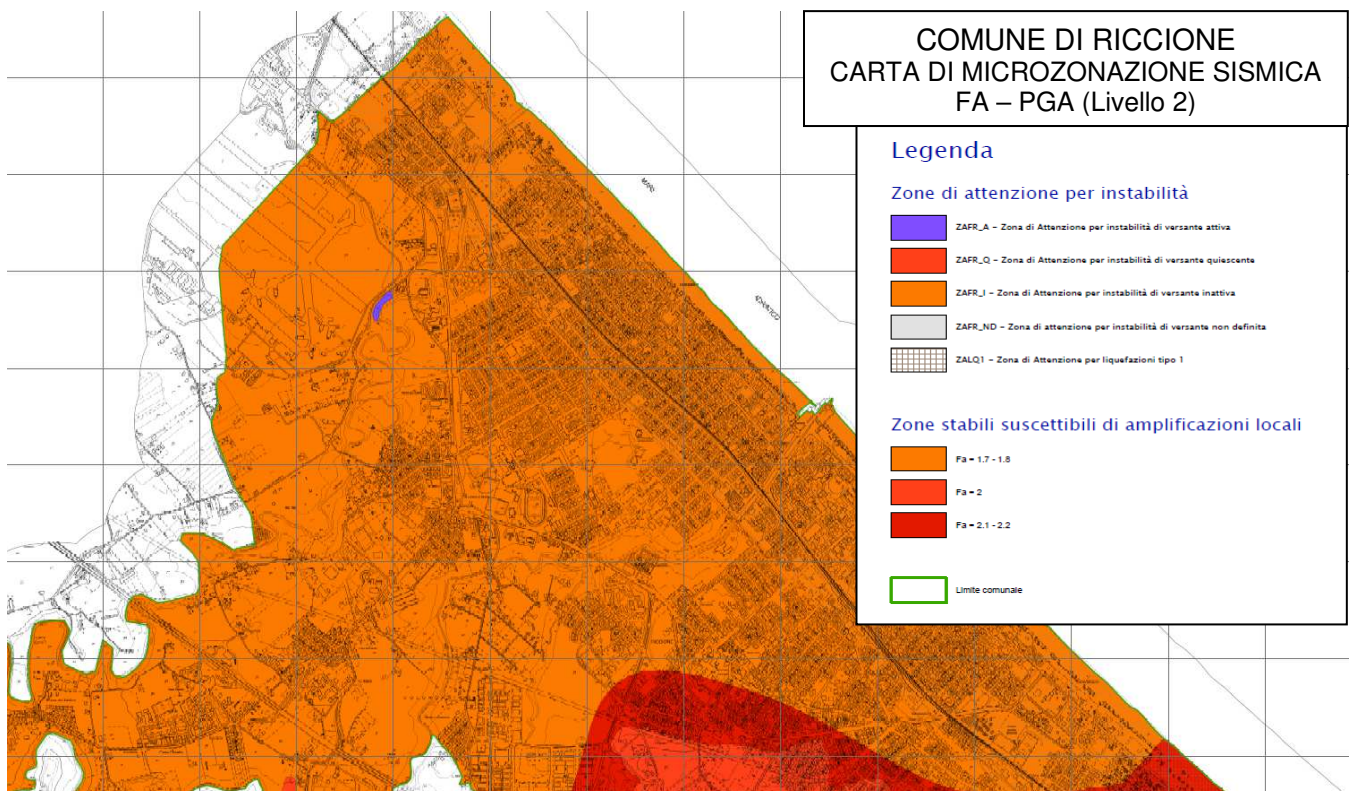 COMUNE DI RICCIONE
CARTA DI MICROZONAZIONE SISMICA
FA – PGA (Livello 2)
Legenda
Zone di attenzione per instabilità
ZAFR_A – Zona di Attenzione per instabilità di versante attiva
ZAFR_Q – Zona di Attenzione per instabilità di versante quiescente
ZAFR_I – Zona di Attenzione per instabilità di versante inattiva
ZAFR_ND – Zona di attenzione per instabilità di versante non definita
ZALQ1 – Zona di Attenzione per liquefazioni tipo 1
Zone stabili suscettibili di amplificazioni locali
Fa = 1.7 - 1.8
Fa = 2
Fa = 2.1 - 2.2
Limite comunale
MARE
ADRIATICO
RICCIONE